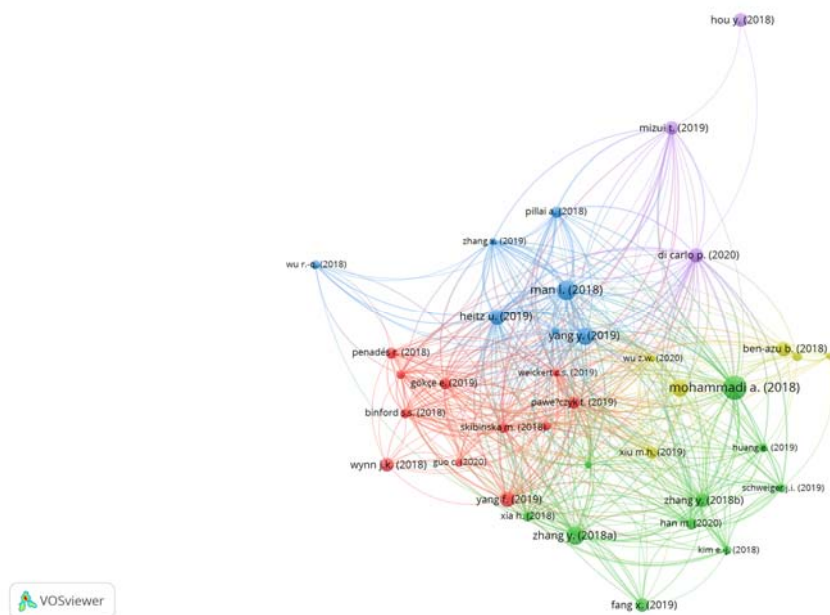 hou y. (2018)
mizui t. (2019)
pillai a. (2018)
zhang s. (2019)
di carlo p. (2020)
wu r.-q. (2018)
man l. (2018)
heitz u. (2019)
yang y. (2019)
ben-azu b. (2018)
penadés r. (2018)
wu z.w. (2020)
weickert c.s. (2019)
gökçe e. (2019)
mohammadi a. (2018)
pawe?czyk t. (2019)
binford s.s. (2018)
skibinska m. (2018)
huang e. (2019)
xiu m.h. (2019)
wynn j.k. (2018)
guo c. (2020)
schweiger j.i. (2019)
yang f. (2019)
zhang y. (2018b)
xia h. (2018)
han m. (2020)
zhang y. (2018a)
kim e.-j. (2018)
fang x. (2019)
VOSviewer